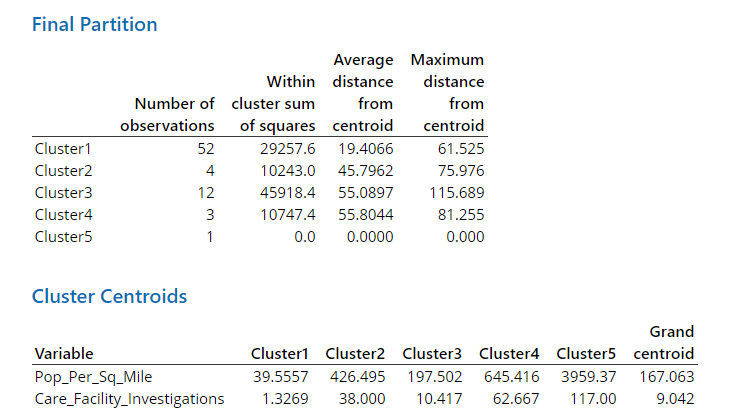 Final Partition
Average Maximum
Within distance distance
Number of cluster sum from from
observations of squares centroid centroid
Cluster1 52 29257.6 19.4066 61.525
Cluster2 4 10243.0 45.7962 75.976
Cluster3 12 45918.4 55.0897 115.689
Cluster4 3 10747.4 55.8044 81.255
Cluster5 1 0.0 0.0000 0.000
Cluster Centroids
Grand
Variable Cluster1 Cluster2 Cluster3 Cluster4 Cluster5 centroid
Pop_Per_Sq_Mile 39.5557 426.495 197.502 645.416 3959.37 167.063
Care_Facility_Investigations 1.3269 38.000 10.417 62.667 117.00 9.042